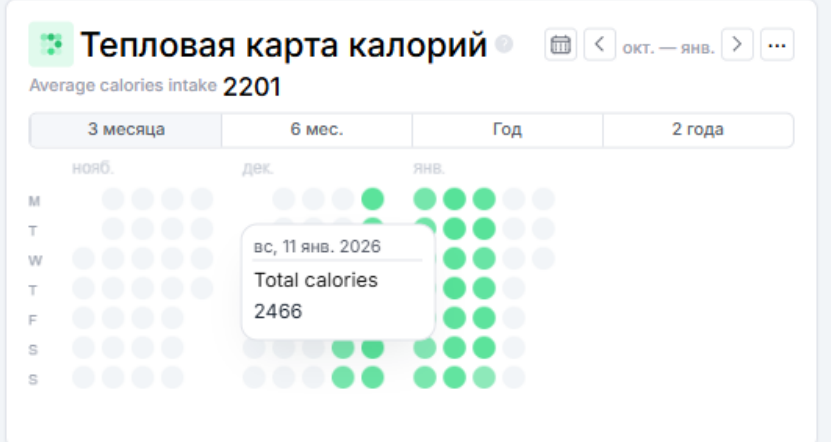 Тепловая карта калорий
окт. — янв.
Average calories intake 2201
3 месяца 6 мес. Год 2 года
нояб. дек. янв.
M
T
W
T
F
S
S
вс, 11 янв. 2026
Total calories
2466